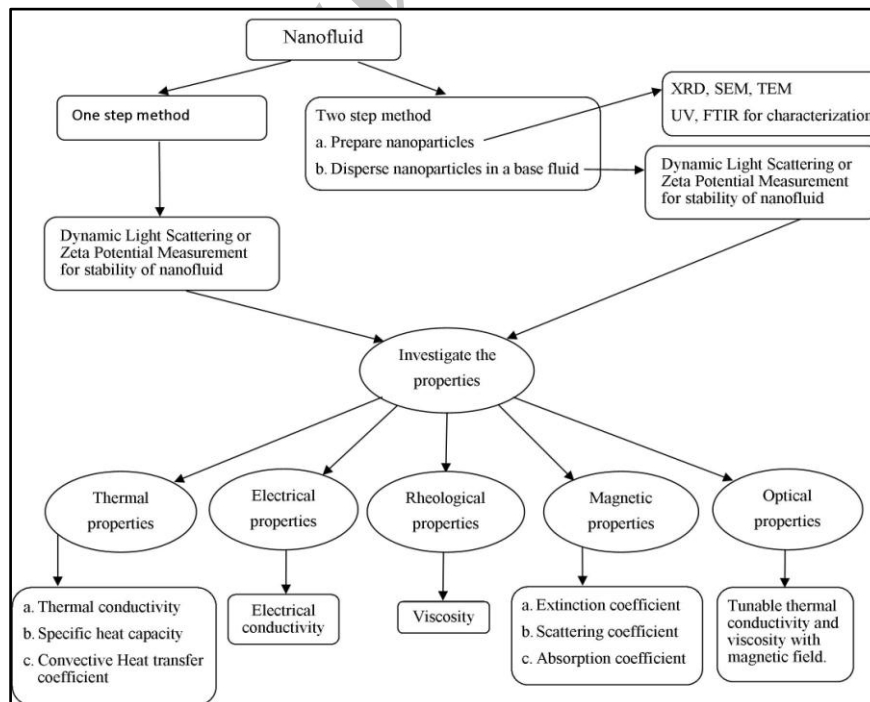 Nanofluid
One step method
Two step method
a. Prepare nanoparticles
b. Disperse nanoparticles in a base fluid
XRD, SEM, TEM
UV, FTIR for characterization
Dynamic Light Scattering or
Zeta Potential Measurement
for stability of nanofluid
Dynamic Light Scattering or
Zeta Potential Measurement
for stability of nanofluid
Investigate the
properties
Thermal
properties
Electrical
properties
Rheological
properties
Magnetic
properties
Optical
properties
a. Thermal conductivity
b. Specific heat capacity
c. Convective Heat transfer
coefficient
Electrical
conductivity
Viscosity
a. Extinction coefficient
b. Scattering coefficient
c. Absorption coefficient
Tunable thermal
conductivity and
viscosity with
magnetic field.